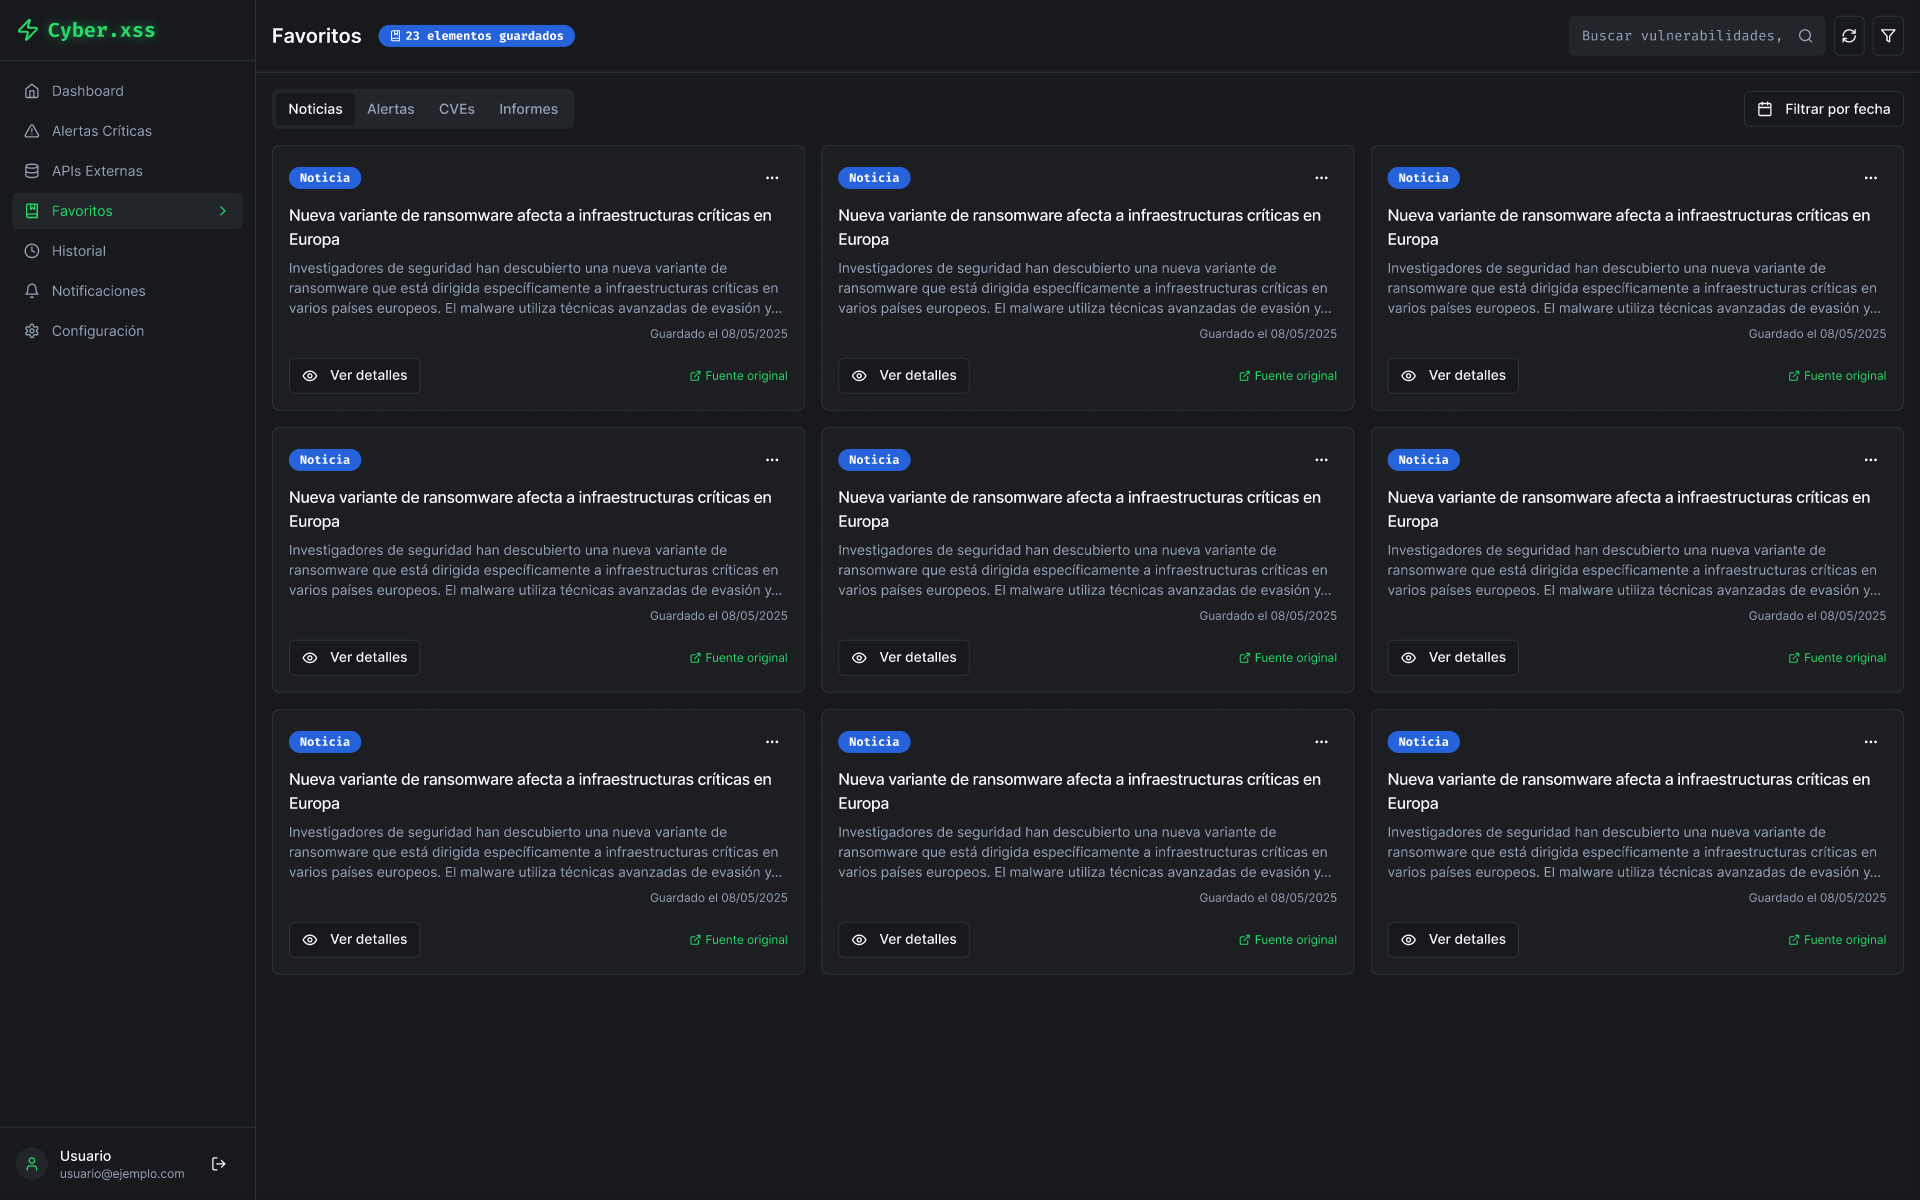 Cyber.xss
Dashboard
Alertas Críticas
APIs Externas
Favoritos
Historial
Notificaciones
Configuración
Usuario
usuario@ejemplo.com
Favoritos
23 elementos guardados
Buscar vulnerabilidades,
Noticias
Alertas
CVEs
Informes
Filtrar por fecha
Noticia
Nueva variante de ransomware afecta a infraestructuras críticas en
Europa
Investigadores de seguridad han descubierto una nueva variante de
ransomware que está dirigida específicamente a infraestructuras críticas en
varios países europeos. El malware utiliza técnicas avanzadas de evasión y...
Guardado el 08/05/2025
Ver detalles
Fuente original
Noticia
Nueva variante de ransomware afecta a infraestructuras críticas en
Europa
Investigadores de seguridad han descubierto una nueva variante de
ransomware que está dirigida específicamente a infraestructuras críticas en
varios países europeos. El malware utiliza técnicas avanzadas de evasión y...
Guardado el 08/05/2025
Ver detalles
Fuente original
Noticia
Nueva variante de ransomware afecta a infraestructuras críticas en
Europa
Investigadores de seguridad han descubierto una nueva variante de
ransomware que está dirigida específicamente a infraestructuras críticas en
varios países europeos. El malware utiliza técnicas avanzadas de evasión y...
Guardado el 08/05/2025
Ver detalles
Fuente original
Noticia
Nueva variante de ransomware afecta a infraestructuras críticas en
Europa
Investigadores de seguridad han descubierto una nueva variante de
ransomware que está dirigida específicamente a infraestructuras críticas en
varios países europeos. El malware utiliza técnicas avanzadas de evasión y...
Guardado el 08/05/2025
Ver detalles
Fuente original
Noticia
Nueva variante de ransomware afecta a infraestructuras críticas en
Europa
Investigadores de seguridad han descubierto una nueva variante de
ransomware que está dirigida específicamente a infraestructuras críticas en
varios países europeos. El malware utiliza técnicas avanzadas de evasión y...
Guardado el 08/05/2025
Ver detalles
Fuente original
Noticia
Nueva variante de ransomware afecta a infraestructuras críticas en
Europa
Investigadores de seguridad han descubierto una nueva variante de
ransomware que está dirigida específicamente a infraestructuras críticas en
varios países europeos. El malware utiliza técnicas avanzadas de evasión y...
Guardado el 08/05/2025
Ver detalles
Fuente original
Noticia
Nueva variante de ransomware afecta a infraestructuras críticas en
Europa
Investigadores de seguridad han descubierto una nueva variante de
ransomware que está dirigida específicamente a infraestructuras críticas en
varios países europeos. El malware utiliza técnicas avanzadas de evasión y...
Guardado el 08/05/2025
Ver detalles
Fuente original
Noticia
Nueva variante de ransomware afecta a infraestructuras críticas en
Europa
Investigadores de seguridad han descubierto una nueva variante de
ransomware que está dirigida específicamente a infraestructuras críticas en
varios países europeos. El malware utiliza técnicas avanzadas de evasión y...
Guardado el 08/05/2025
Ver detalles
Fuente original
Noticia
Nueva variante de ransomware afecta a infraestructuras críticas en
Europa
Investigadores de seguridad han descubierto una nueva variante de
ransomware que está dirigida específicamente a infraestructuras críticas en
varios países europeos. El malware utiliza técnicas avanzadas de evasión y...
Guardado el 08/05/2025
Ver detalles
Fuente original